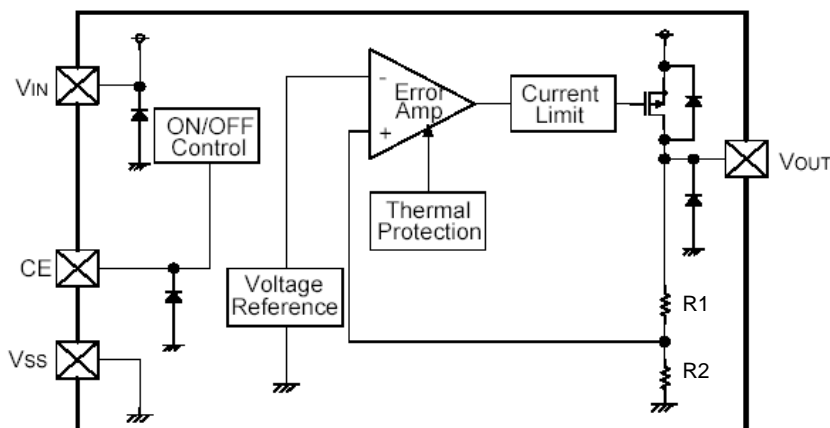 VIN
ON/OFF
Control
-
Error
Amp
+
Current
Limit
VOUT
Thermal
Protection
CE
Voltage
Reference
R1
VSS
R2